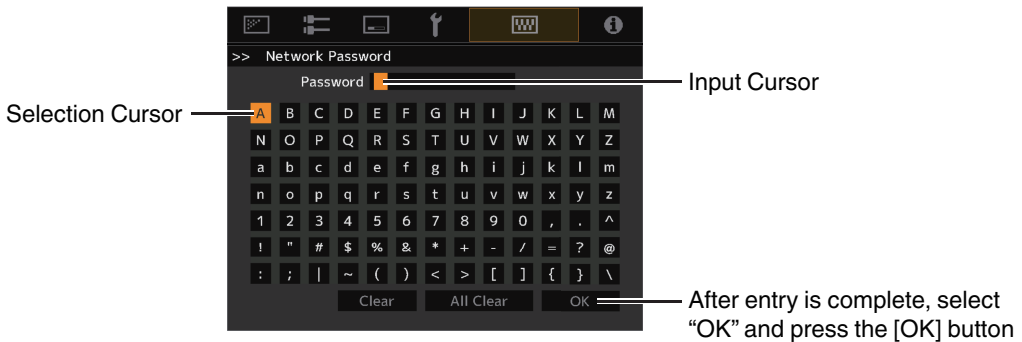 >> Network Password
Password
Input Cursor
Selection Cursor
A B C D E F G H I J K L M
N O P Q R S T U V W X Y Z
a b c d e f g h i j k l m
n o p q r s t u v w x y z
1 2 3 4 5 6 7 8 9 0 , . ^
! " # $ % & * + - / = ? @
: ; | ~ ( ) < > [ ] { } \
Clear All Clear OK
After entry is complete, select
“OK” and press the [OK] button